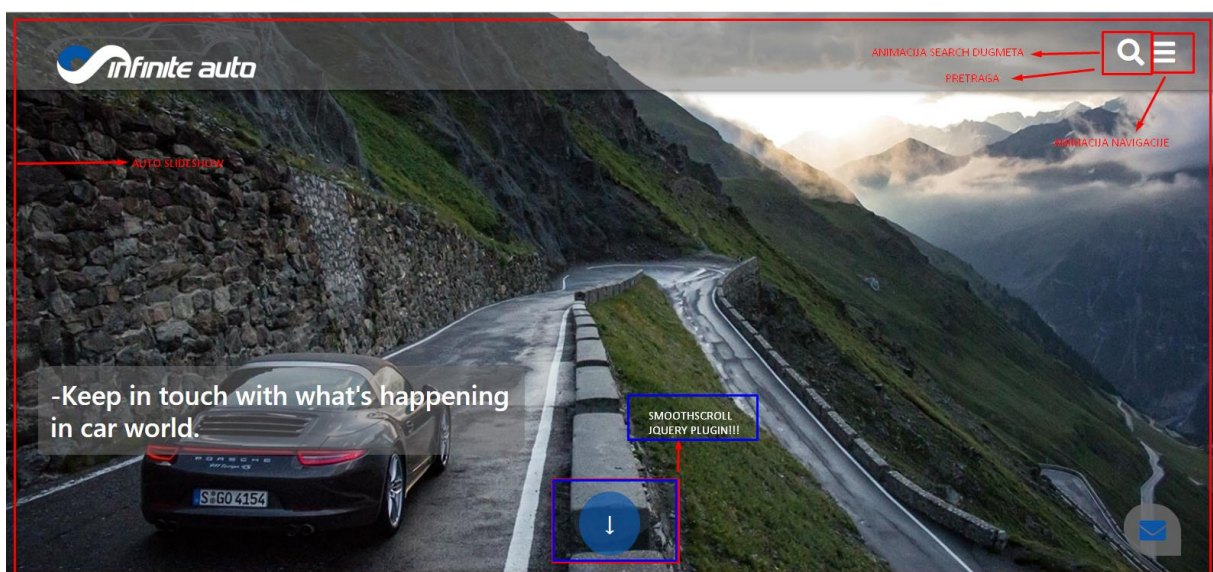 infinite auto
ANIMACIJA SEARCH DUGMETA
PRETRAGA
ANIMACIJA NAVIGACIJE
AUTO SLIDESHOW
-Keep in touch with what's happening
in car world.
SMOOTHSCROLL
JQUERY PLUGIN!!!
PORSCHE
S GO 4154
↓